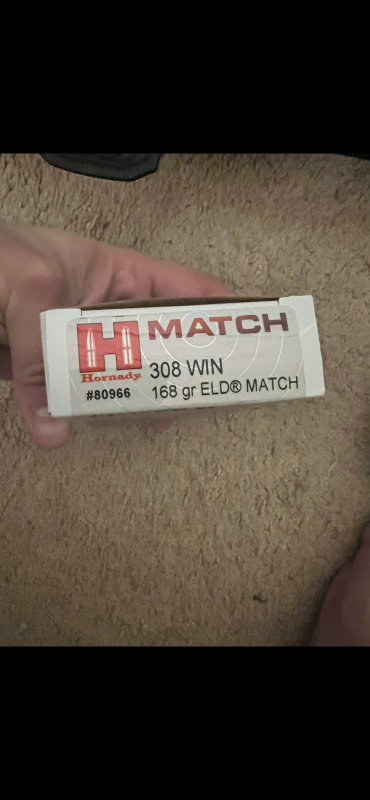 H MATCH
Hornady
308 WIN
#80966
168 gr ELD® MATCH